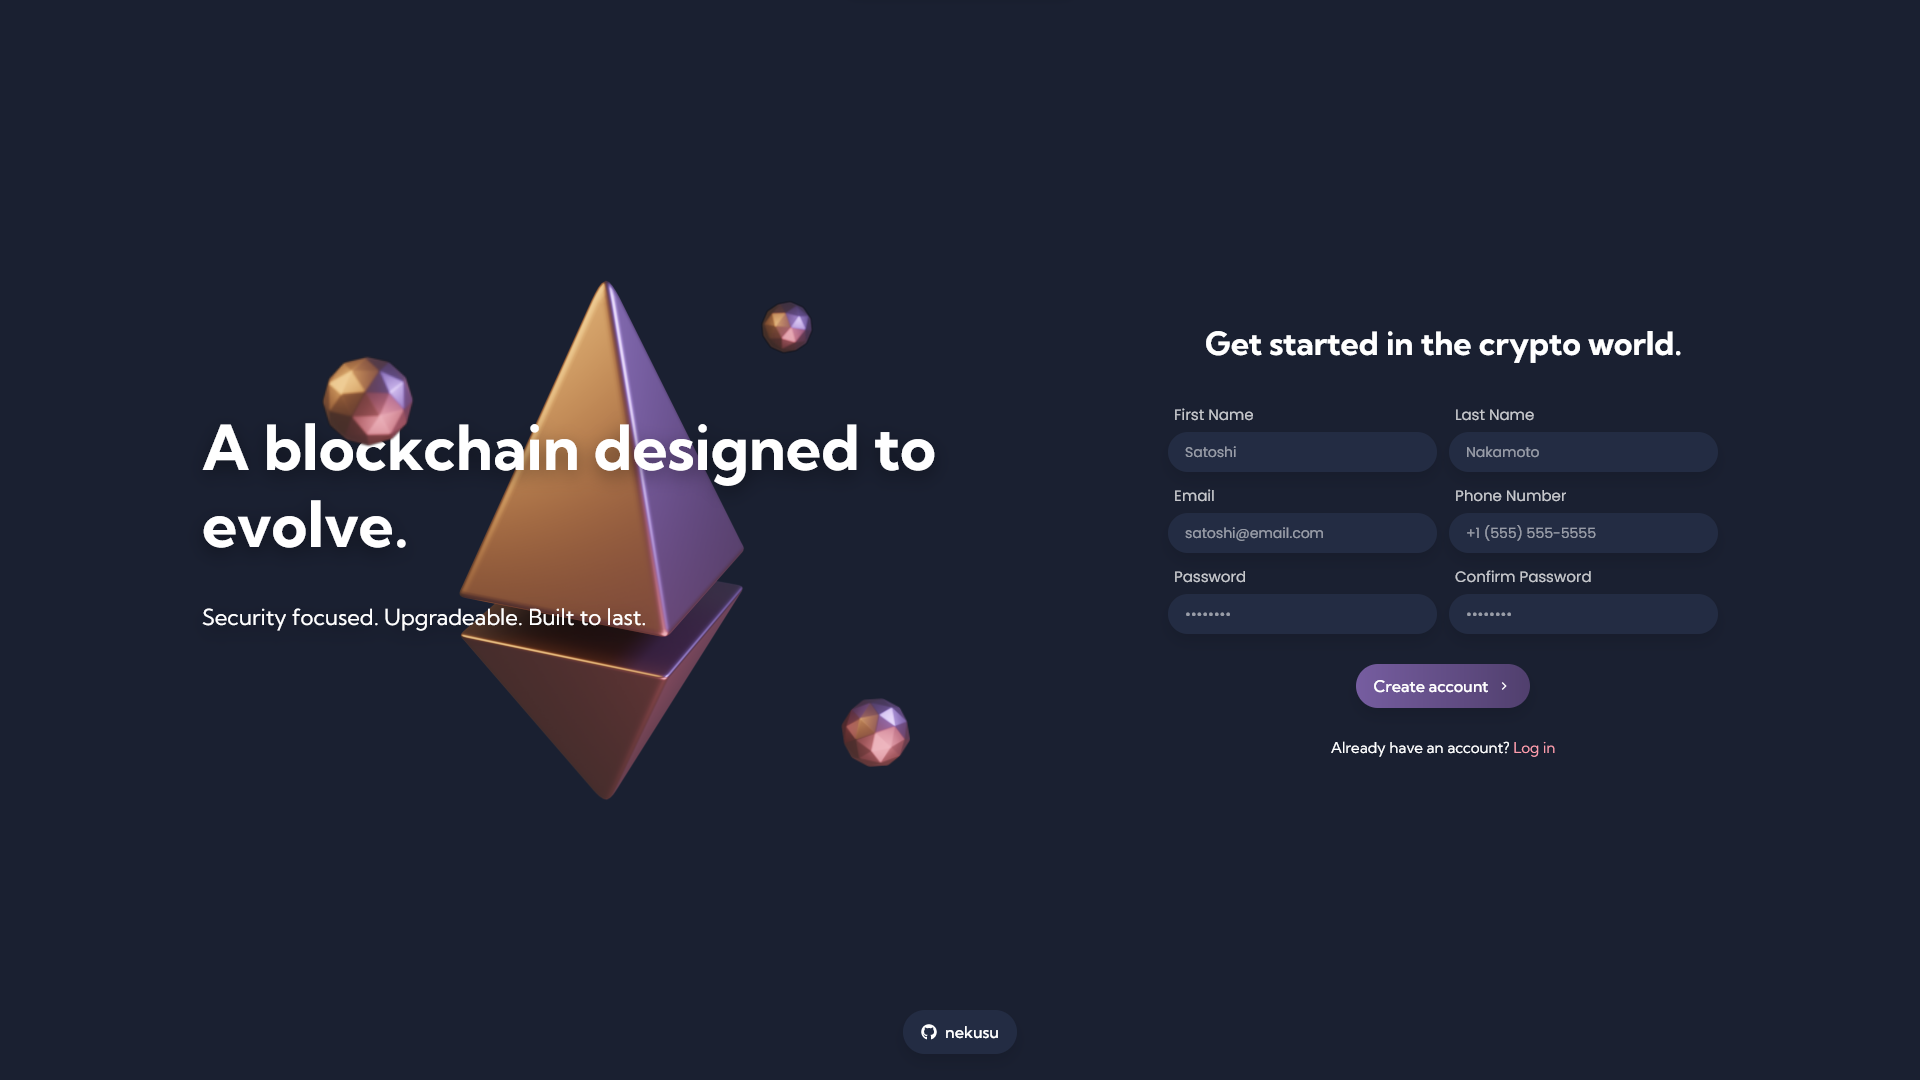 A blockchain designed to
evolve.
Security focused. Upgradeable. Built to last.
Get started in the crypto world.
First Name
Last Name
Satoshi
Nakamoto
Email
Phone Number
satoshi@email.com
+1 (555) 555-5555
Password
Confirm Password
••••••••
••••••••
Create account
Already have an account? Log in
nekusu